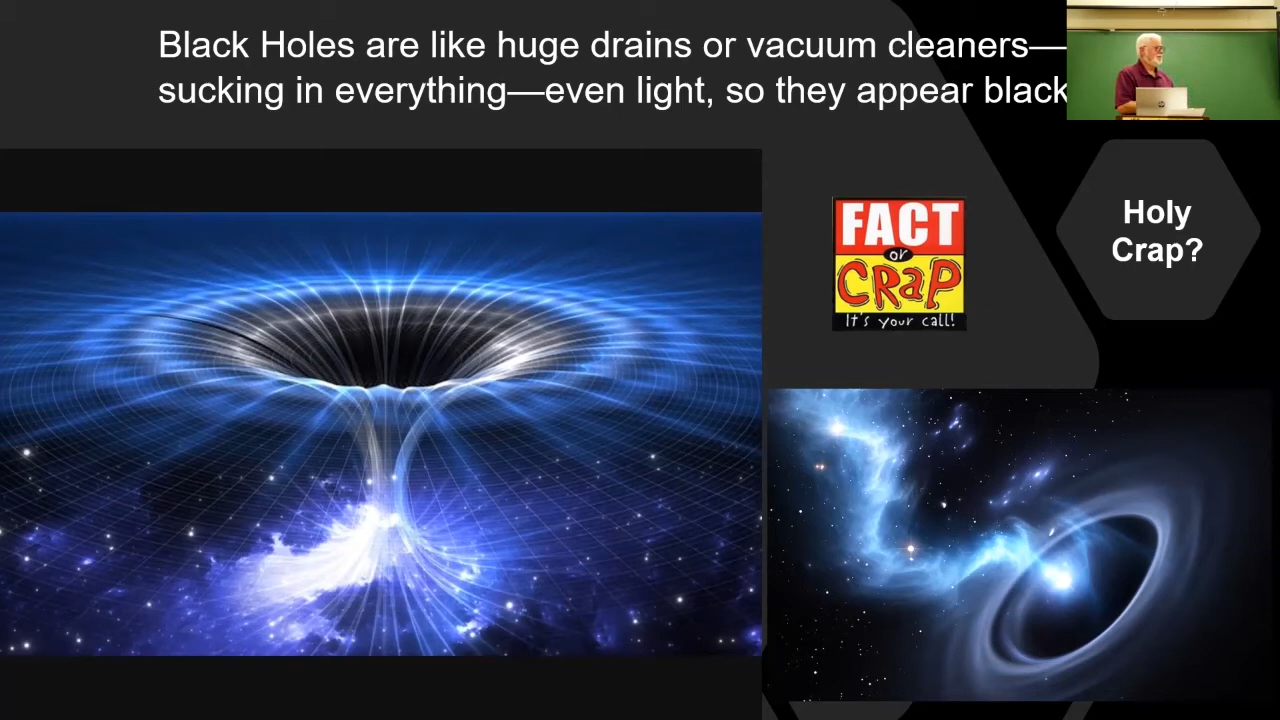 Black Holes are like huge drains or vacuum cleaners—
sucking in everything—even light, so they appear black
FACT
or
CRAP
It's your call!
Holy
Crap?